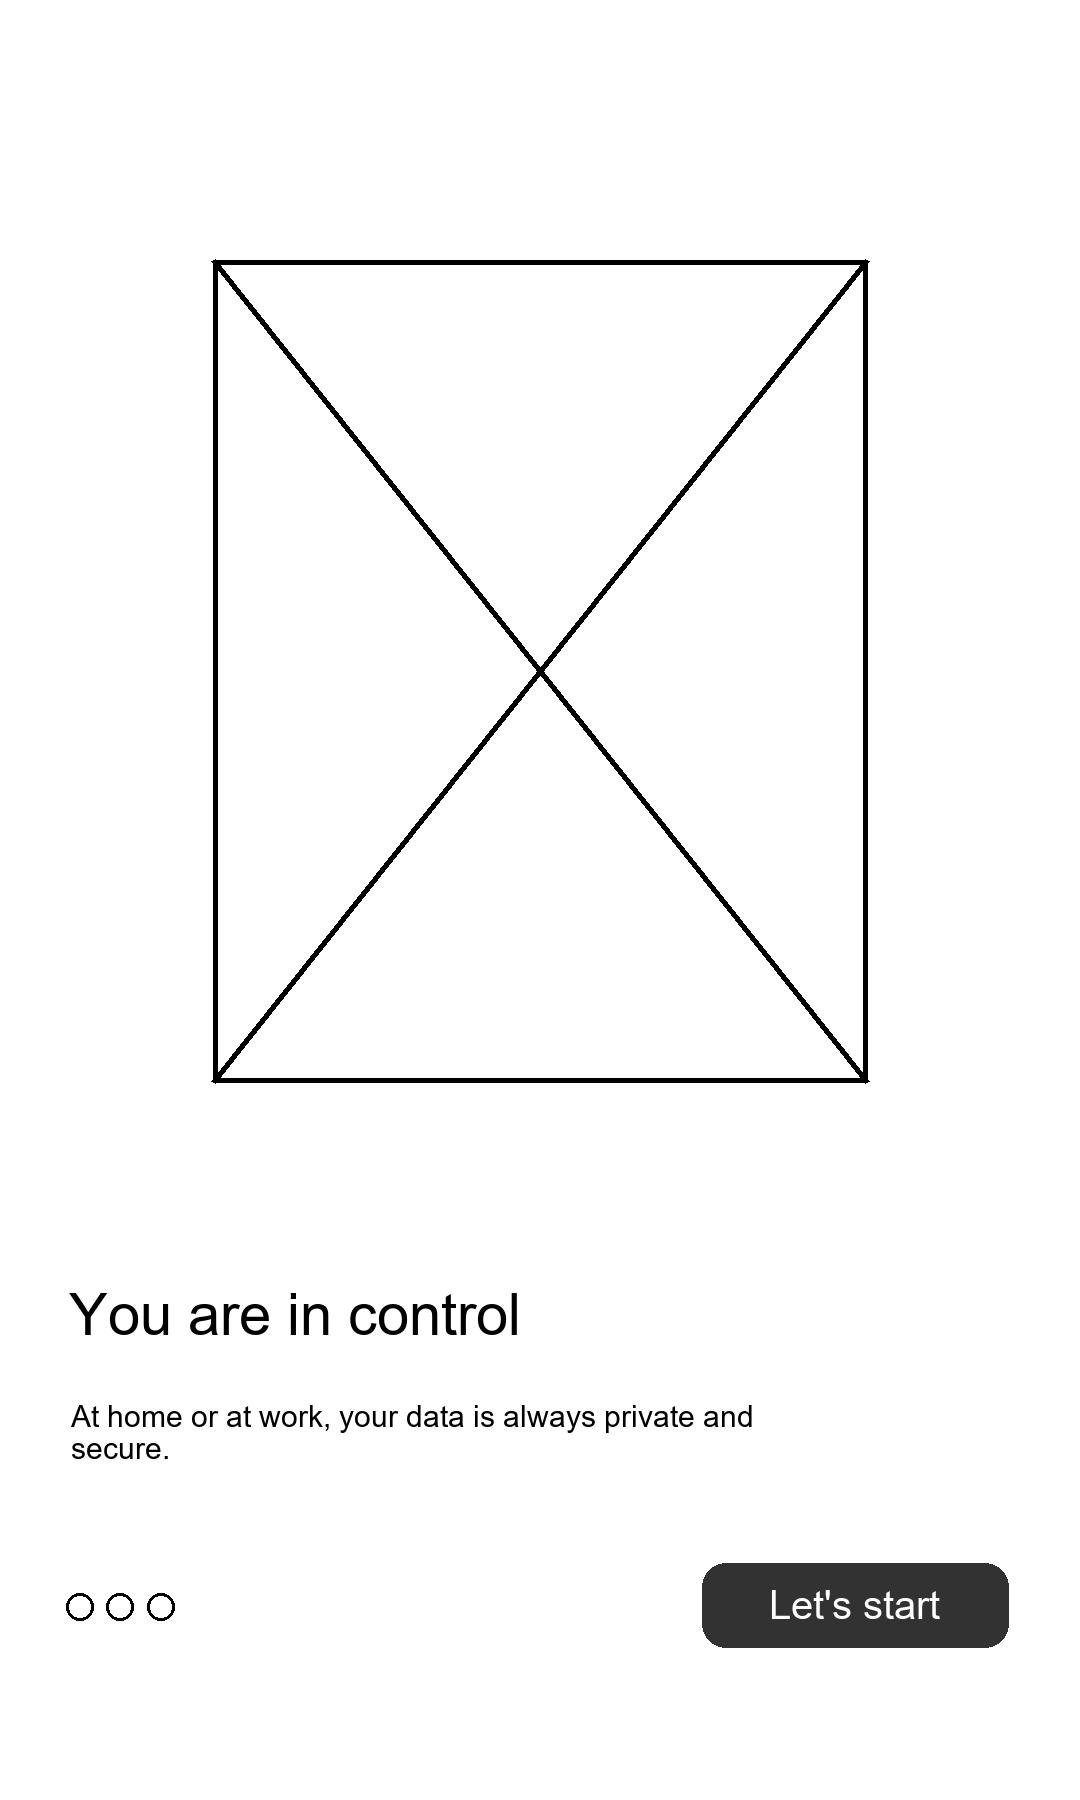 You are in control
At home or at work, your data is always private and
secure.
Let's start